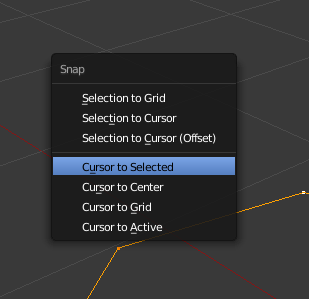 Snap
Selection to Grid
Selection to Cursor
Selection to Cursor (Offset)
Cursor to Selected
Cursor to Center
Cursor to Grid
Cursor to Active